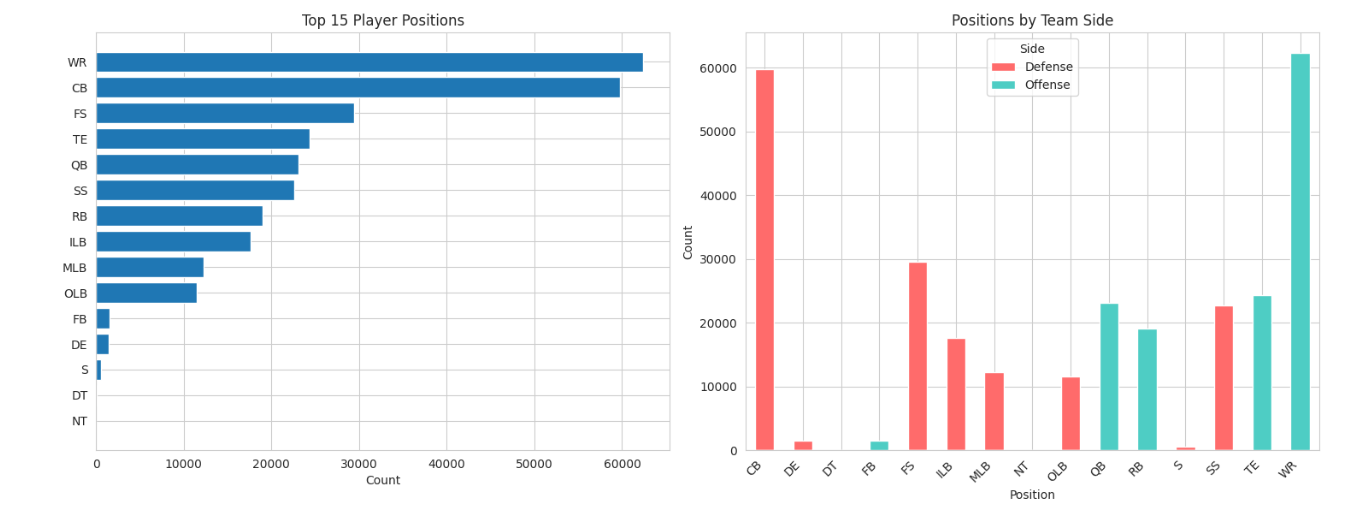 Top 15 Player Positions
WR
CB
FS
TE
QB
SS
RB
ILB
MLB
OLB
FB
DE
S
DT
NT
0 10000 20000 30000 40000 50000 60000
Count
Positions by Team Side
Side
Defense
Offense
Count
60000
50000
40000
30000
20000
10000
0
CB DE DT FB FS ILB MLB NT OLB QB RB S SS TE WR
Position